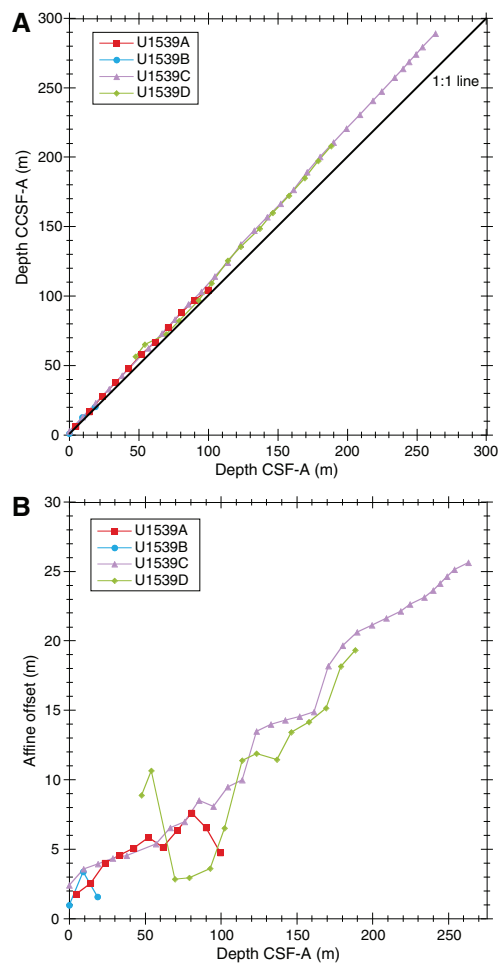 A
300
250
200
150
100
50
0
Depth CCSF-A (m)
U1539A
U1539B
U1539C
U1539D
1:1 line
0 50 100 150 200 250 300
Depth CSF-A (m)
B
30
25
20
15
10
5
0
Affine offset (m)
U1539A
U1539B
U1539C
U1539D
0 50 100 150 200 250
Depth CSF-A (m)